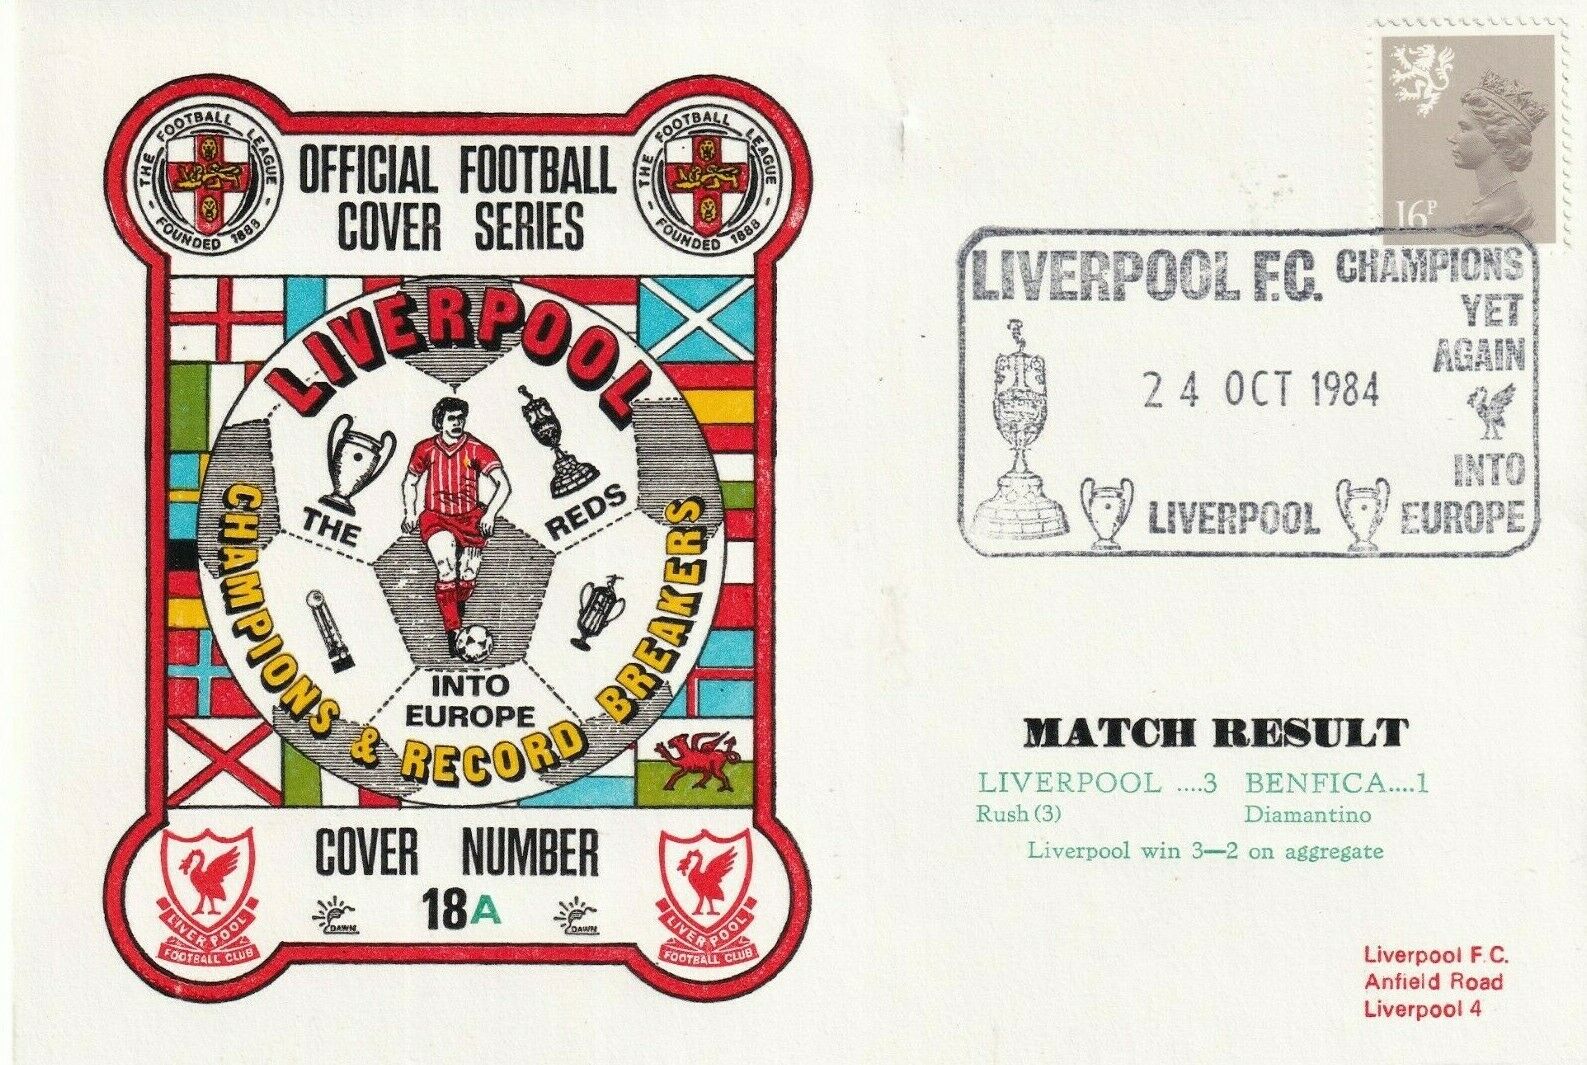 THE FOOTBALL LEAGUE
FOUNDED 1888
OFFICIAL FOOTBALL
COVER SERIES
THE FOOTBALL LEAGUE
FOUNDED 1888
LIVERPOOL
THE REDS
INTO
EUROPE
CHAMPIONS & RECORD BREAKERS
COVER NUMBER
18A
DAWN
DAWN
LIVERPOOL
FOOTBALL CLUB
LIVERPOOL
FOOTBALL CLUB
16P
LIVERPOOL F.C. CHAMPIONS
YET
AGAIN
24 OCT 1984
INTO
LIVERPOOL EUROPE
MATCH RESULT
LIVERPOOL ....3 BENFICA....1
Rush (3) Diamantino
Liverpool win 3—2 on aggregate
Liverpool F.C.
Anfield Road
Liverpool 4